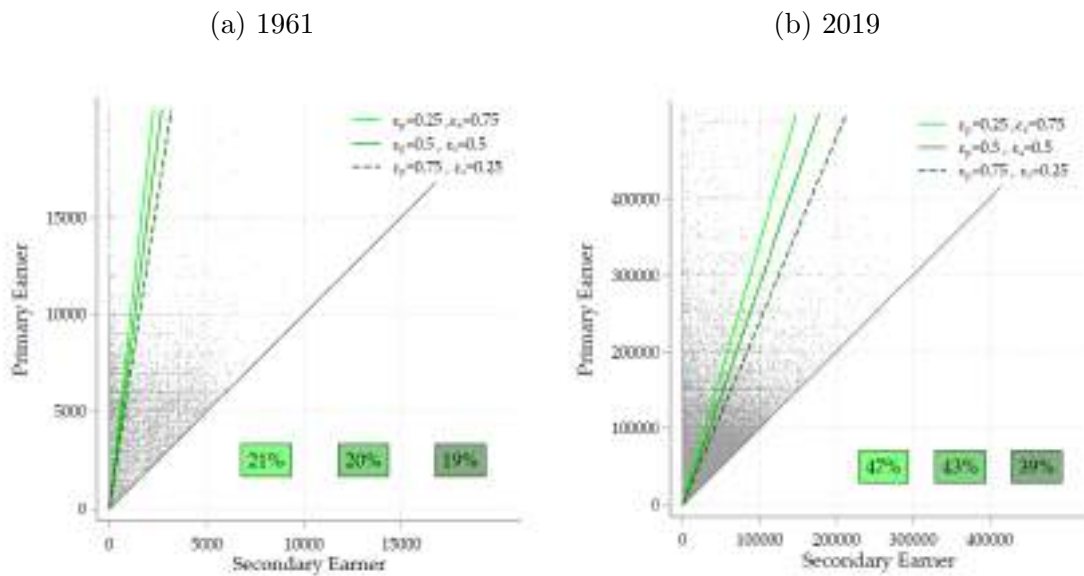 (a) 1961
εp=0.25 ,εs=0.75
εp=0.5 , εs=0.5
εp=0.75 , εs=0.25
15000
10000
5000
0
Primary Earner
21%
20%
19%
0
5000
10000
15000
Secondary Earner
(b) 2019
εp=0.25 ,εs=0.75
εp=0.5 , εs=0.5
εp=0.75 , εs=0.25
400000
300000
200000
100000
0
Primary Earner
47%
43%
39%
0
100000
200000
300000
400000
Secondary Earner